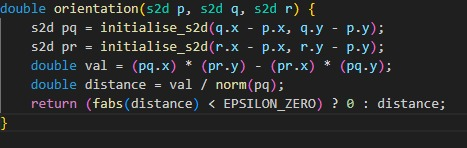 double orientation(s2d p, s2d q, s2d r) {
s2d pq = initialise_s2d(q.x - p.x, q.y - p.y);
s2d pr = initialise_s2d(r.x - p.x, r.y - p.y);
double val = (pq.x) * (pr.y) - (pr.x) * (pq.y);
double distance = val / norm(pq);
return (fabs(distance) < EPSILON_ZERO) ? 0 : distance;
}